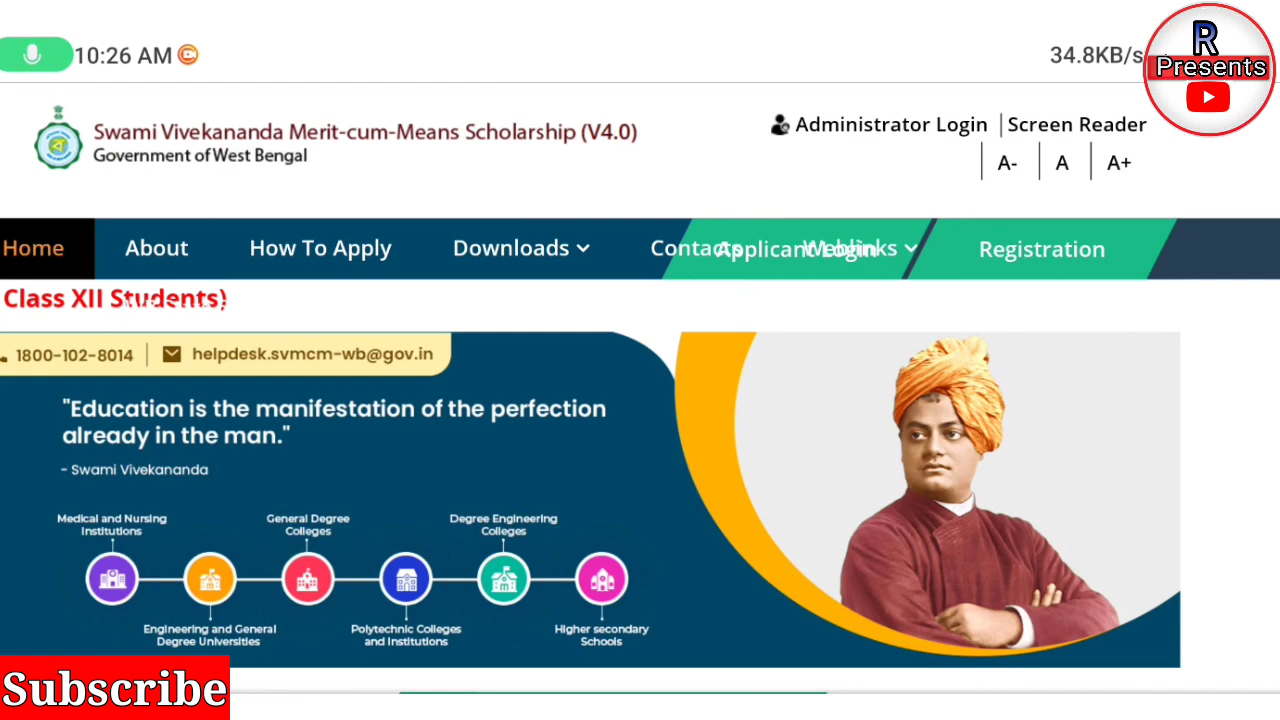 10:26 AM
34.8KB/s
R
Presents
Swami Vivekananda Merit-cum-Means Scholarship (V4.0)
Government of West Bengal
Administrator Login
Screen Reader
A-
A
A+
Home
About
How To Apply
Downloads
Contacts
Applicant Login
Weblinks
Registration
Class XII Students)
1800-102-8014
helpdesk.svmcm-wb@gov.in
"Education is the manifestation of the perfection
already in the man."
- Swami Vivekananda
Medical and Nursing
Institutions
General Degree
Colleges
Degree Engineering
Colleges
Engineering and General
Degree Universities
Polytechnic Colleges
and Institutions
Higher secondary
Schools
Subscribe